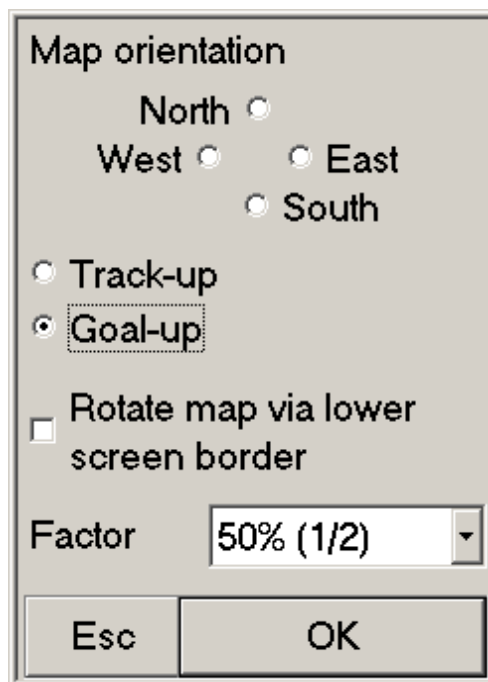 Map orientation
North
West East
South
Track-up
Goal-up
Rotate map via lower
screen border
Factor 50% (1/2)
Esc OK